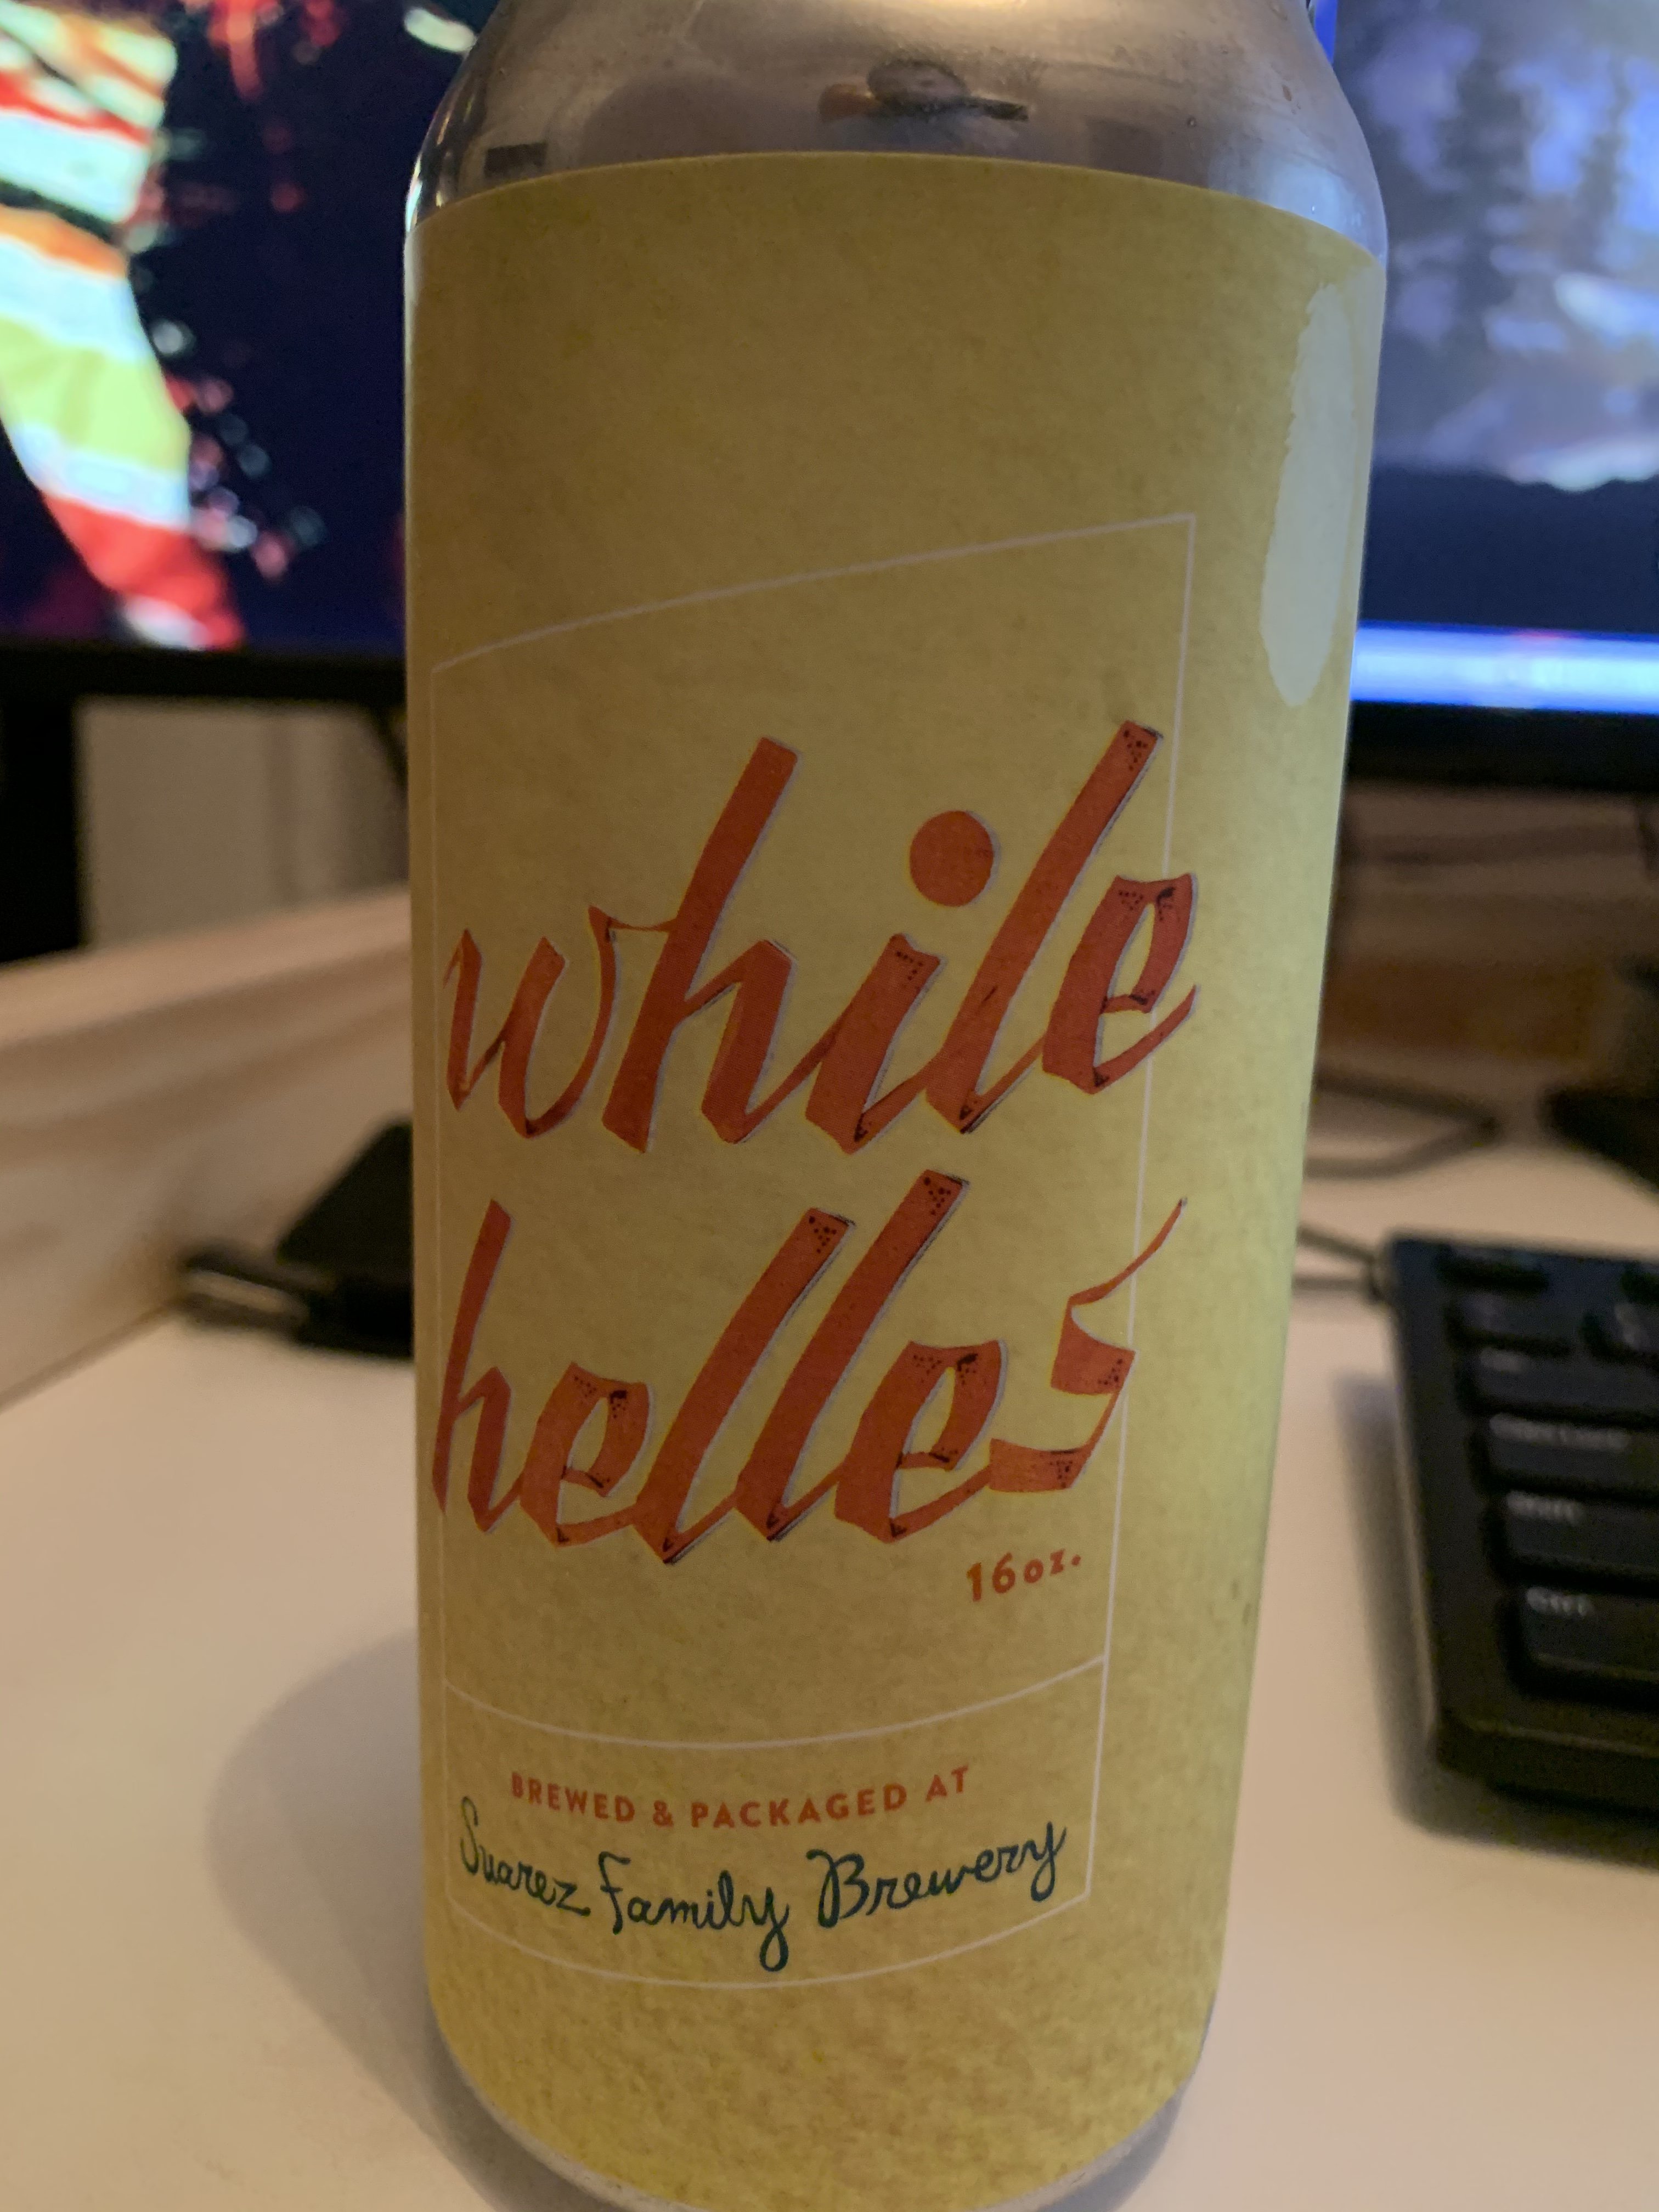 while
helles
16oz.
BREWED & PACKAGED AT
Suarez Family Brewery